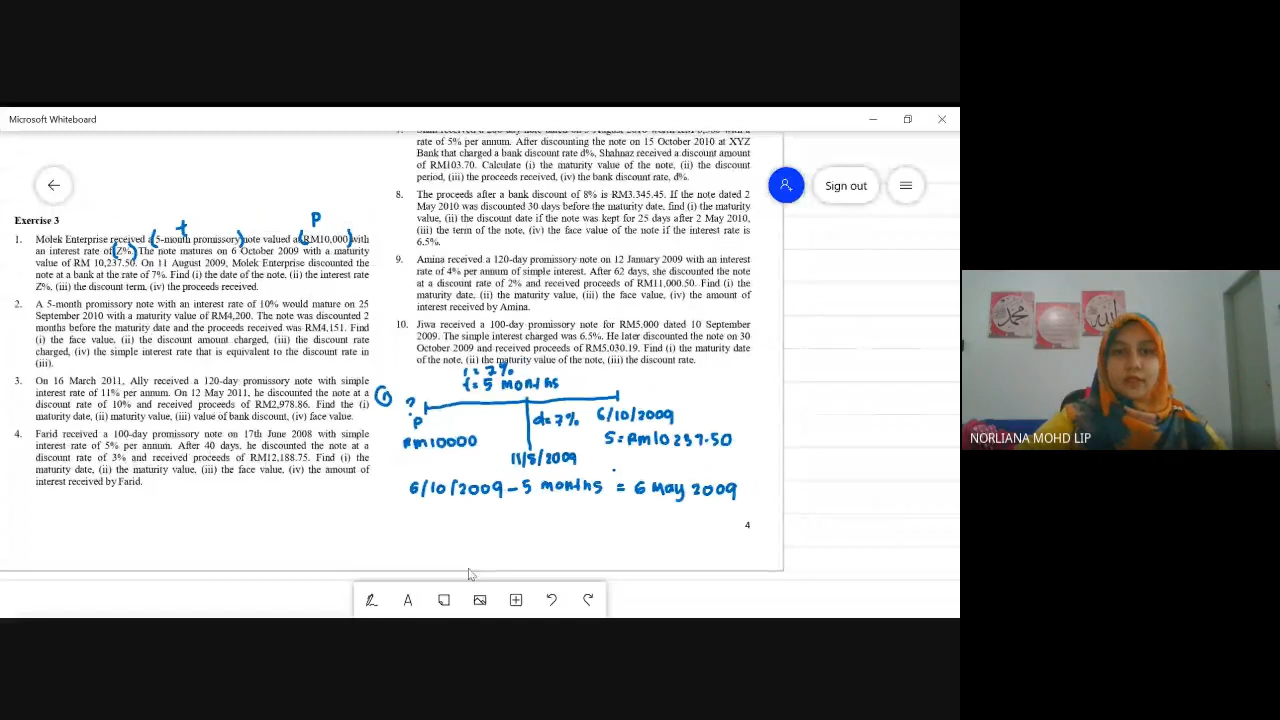 Microsoft Whiteboard
Sign out
Exercise 3
t
P
1. Molek Enterprise received a 5-month promissory note valued at RM10,000 with
an interest rate of Z%. The note matures on 6 October 2009 with a maturity
value of RM 10,237.50. On 11 August 2009, Molek Enterprise discounted the
note at a bank at the rate of 7%. Find (i) the date of the note, (ii) the interest rate
Z%, (iii) the discount term, (iv) the proceeds received.
2. A 5-month promissory note with an interest rate of 10% would mature on 25
September 2010 with a maturity value of RM4,200. The note was discounted 2
months before the maturity date and the proceeds received was RM4,151. Find
(i) the face value, (ii) the discount amount charged, (iii) the discount rate
charged, (iv) the simple interest rate that is equivalent to the discount rate in
(iii).
3. On 16 March 2011, Ally received a 120-day promissory note with simple
interest rate of 11% per annum. On 12 May 2011, he discounted the note at a
discount rate of 10% and received proceeds of RM2,978.86. Find the (i)
maturity date, (ii) maturity value, (iii) value of bank discount, (iv) face value.
4. Farid received a 100-day promissory note on 17th June 2008 with simple
interest rate of 5% per annum. After 40 days, he discounted the note at a
discount rate of 3% and received proceeds of RM12,188.75. Find (i) the
maturity date, (ii) the maturity value, (iii) the face value, (iv) the amount of
interest received by Farid.
rate of 5% per annum. After discounting the note on 15 October 2010 at XYZ
Bank that charged a bank discount rate d%, Shahnaz received a discount amount
of RM103.70. Calculate (i) the maturity value of the note, (ii) the discount
period, (iii) the proceeds received, (iv) the bank discount rate, d%.
8. The proceeds after a bank discount of 8% is RM3.345.45. If the note dated 2
May 2010 was discounted 30 days before the maturity date, find (i) the maturity
value, (ii) the discount date if the note was kept for 25 days after 2 May 2010,
(iii) the term of the note, (iv) the face value of the note if the interest rate is
6.5%.
9. Amina received a 120-day promissory note on 12 January 2009 with an interest
rate of 4% per annum of simple interest. After 62 days, she discounted the note
at a discount rate of 2% and received proceeds of RM11,000.50. Find (i) the
maturity date, (ii) the maturity value, (iii) the face value, (iv) the amount of
interest received by Amina.
10. Jiwa received a 100-day promissory note for RM5,000 dated 10 September
2009. The simple interest charged was 6.5%. He later discounted the note on 30
October 2009 and received proceeds of RM5,030.19. Find (i) the maturity date
of the note, (ii) the maturity value of the note, (iii) the discount rate.
i = ?%
t = 5 months
?
P
RM10000
d = 7%
11/8/2009
6/10/2009
S = RM10237.50
6/10/2009 - 5 months = 6 May 2009
4
NORLIANA MOHD LIP